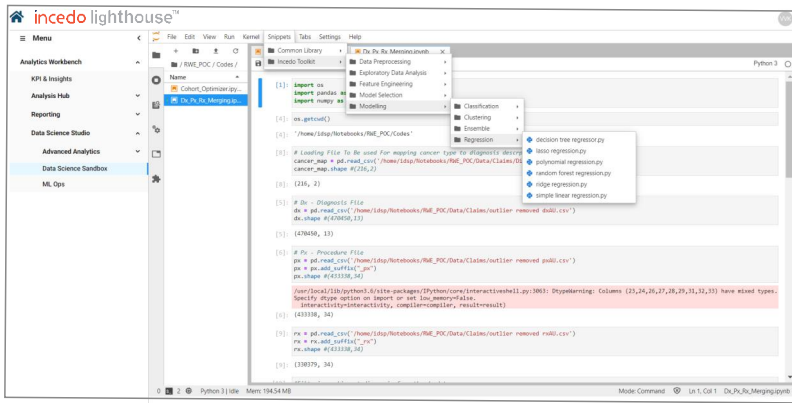 incedo lighthouse™
Menu
Analytics Workbench
KPI & Insights
Analysis Hub
Reporting
Data Science Studio
Advanced Analytics
Data Science Sandbox
ML Ops
File Edit View Run Kernel Snippets Tabs Settings Help
/ RWE_POC / Codes /
Name
Cohort_Optimizer.ipy...
Dx_Px_Rx_Merging.ip...
Dx_Px_Rx_Merging.ipynb
Python 3
Common Library
Incedo Toolkit
Data Preprocessing
Exploratory Data Analysis
Feature Engineering
Model Selection
Modelling
Classification
Clustering
Ensemble
Regression
decision tree regressor.py
lasso regression.py
polynomial regression.py
random forest regression.py
ridge regression.py
simple linear regression.py
[1]: import os
import pandas as
import numpy as
[4]: os.getcwd()
[4]: '/home/idsp/Notebooks/RWE_POC/Codes'
[8]: # Loading File To Be used For mapping cancer type to diagnosis descrp
cancer_map = pd.read_csv('/home/idsp/Notebooks/RWE_POC/Data/Claims/Di
cancer_map.shape #(216,2)
[8]: (216, 2)
[5]: # Dx - Diagnosis File
dx = pd.read_csv('/home/idsp/Notebooks/RWE_POC/Data/Claims/outlier removed dxAU.csv')
dx.shape #(470450,13)
[5]: (470450, 13)
[6]: # Px - Procedure File
px = pd.read_csv('/home/idsp/Notebooks/RWE_POC/Data/Claims/outlier removed pxAU.csv')
px = px.add_suffix("_px")
px.shape #(433338,34)
/usr/local/lib/python3.6/site-packages/IPython/core/interactiveshell.py:3063: DtypeWarning: Columns (23,24,26,27,28,29,31,32,33) have mixed types.
Specify dtype option on import or set low_memory=False.
interactivity=interactivity, compiler=compiler, result=result)
[6]: (433338, 34)
[9]: rx = pd.read_csv('/home/idsp/Notebooks/RWE_POC/Data/Claims/outlier removed rxAU.csv')
rx = rx.add_suffix("_rx")
rx.shape #(433338,34)
[9]: (330379, 34)
0 2 Python 3 | Idle Mem: 194.54 MB
Mode: Command Ln 1, Col 1 Dx_Px_Rx_Merging.ipynb